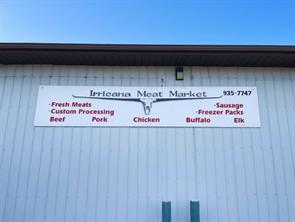 Irricana Meat Market 935-7747
·Fresh Meats ·Sausage
·Custom Processing ·Freezer Packs
Beef Pork Chicken Buffalo Elk